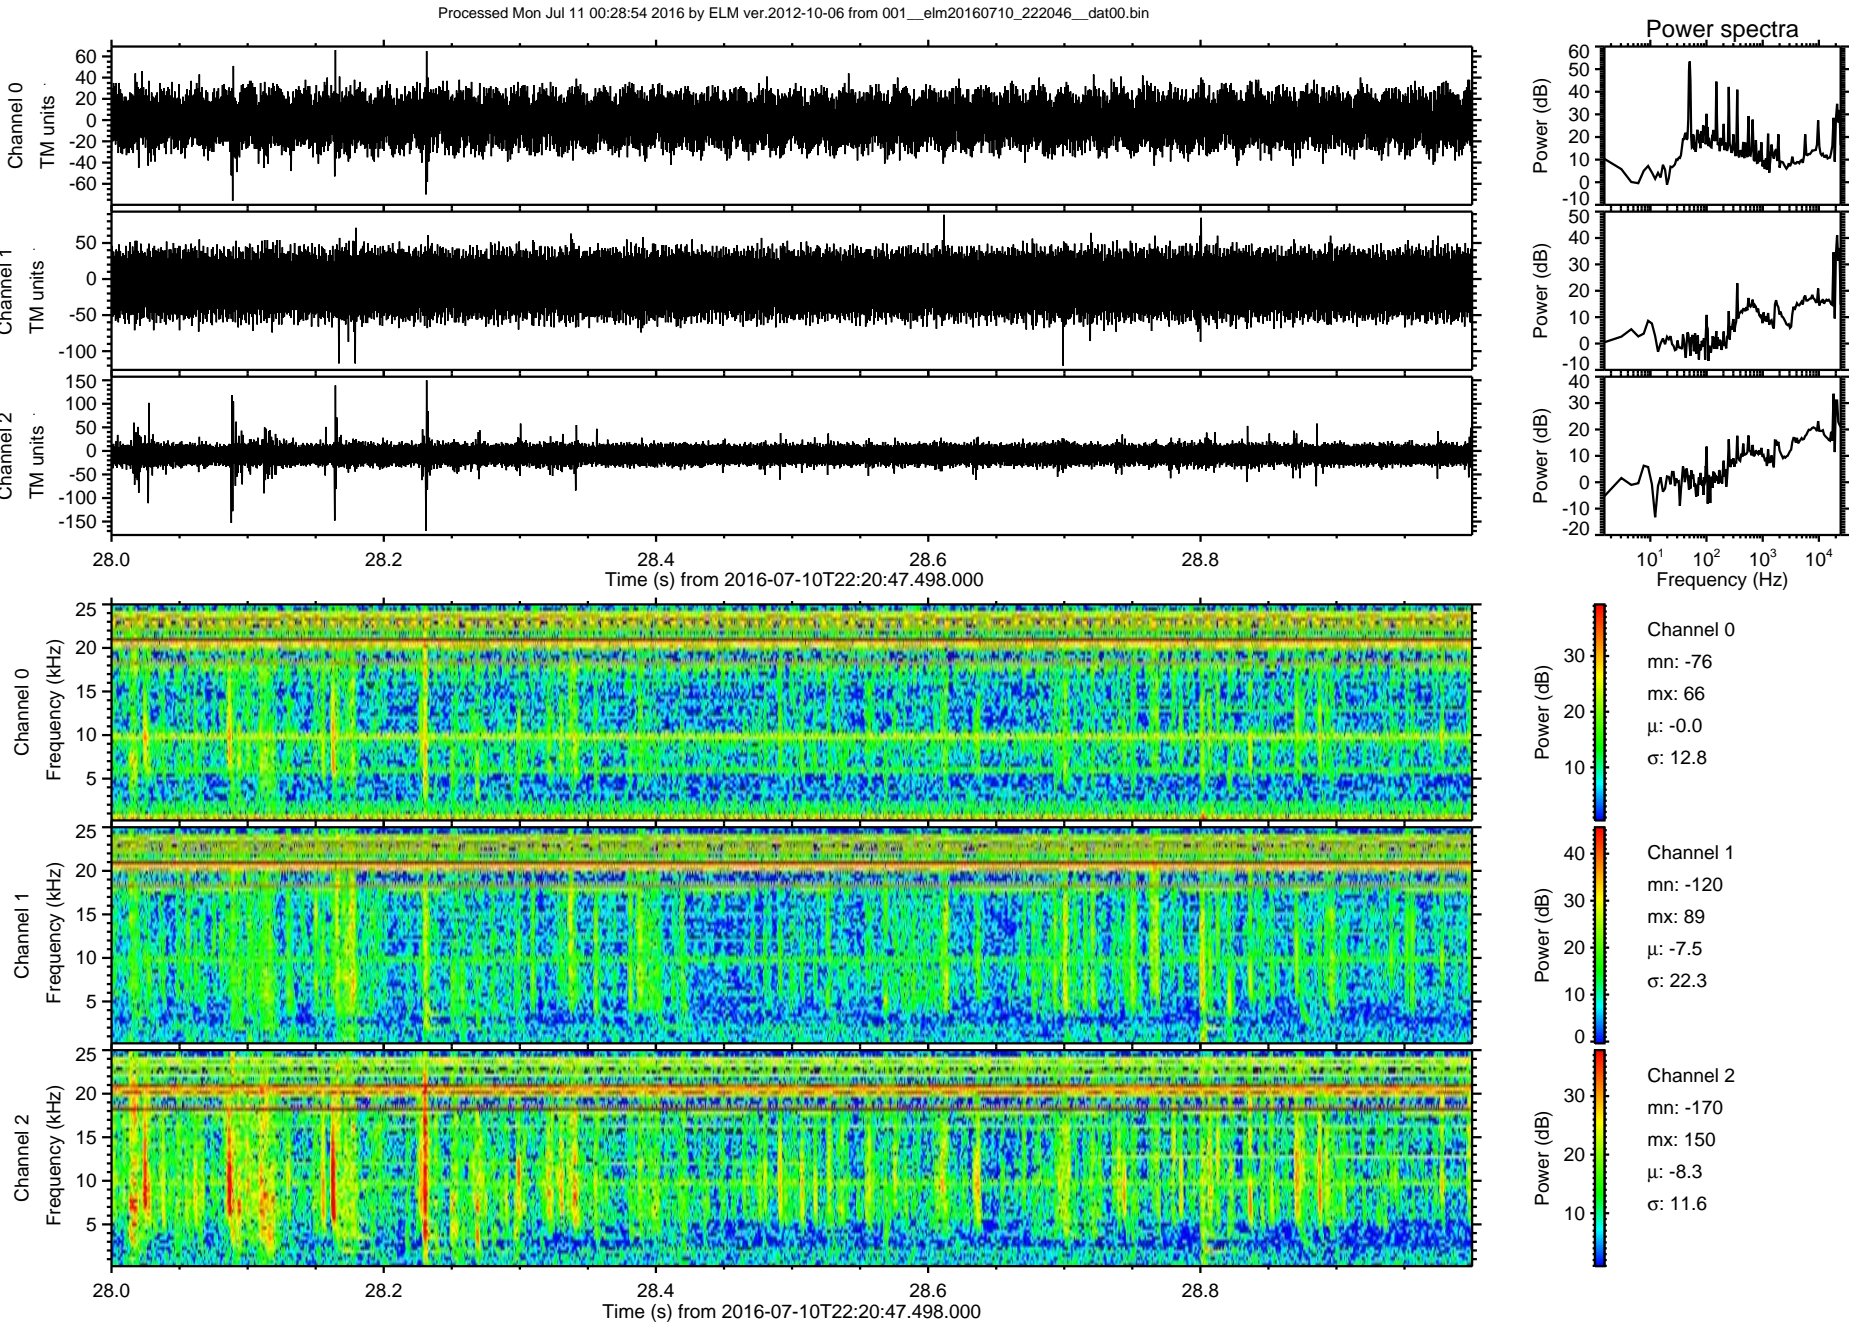 Processed Mon Jul 11 00:28:54 2016 by ELM ver.2012-10-06 from 001__elm20160710_222046__dat00.bin
Power spectra
Channel 0
TM units
60
40
20
0
-20
-40
-60
Power (dB)
60
50
40
30
20
10
0
-10
Channel 1
TM units
50
0
-50
-100
Power (dB)
50
40
30
20
10
0
-10
Channel 2
TM units
150
100
50
0
-50
-100
-150
Power (dB)
40
30
20
10
0
-10
-20
28.0 28.2 28.4 28.6 28.8
Time (s) from 2016-07-10T22:20:47.498.000
10¹ 10² 10³ 10⁴
Frequency (Hz)
Channel 0
Frequency (kHz)
25
20
15
10
5
Power (dB)
30
20
10
Channel 0
mn: -76
mx: 66
μ: -0.0
σ: 12.8
Channel 1
Frequency (kHz)
25
20
15
10
5
Power (dB)
40
30
20
10
0
Channel 1
mn: -120
mx: 89
μ: -7.5
σ: 22.3
Channel 2
Frequency (kHz)
25
20
15
10
5
Power (dB)
30
20
10
Channel 2
mn: -170
mx: 150
μ: -8.3
σ: 11.6
28.0 28.2 28.4 28.6 28.8
Time (s) from 2016-07-10T22:20:47.498.000